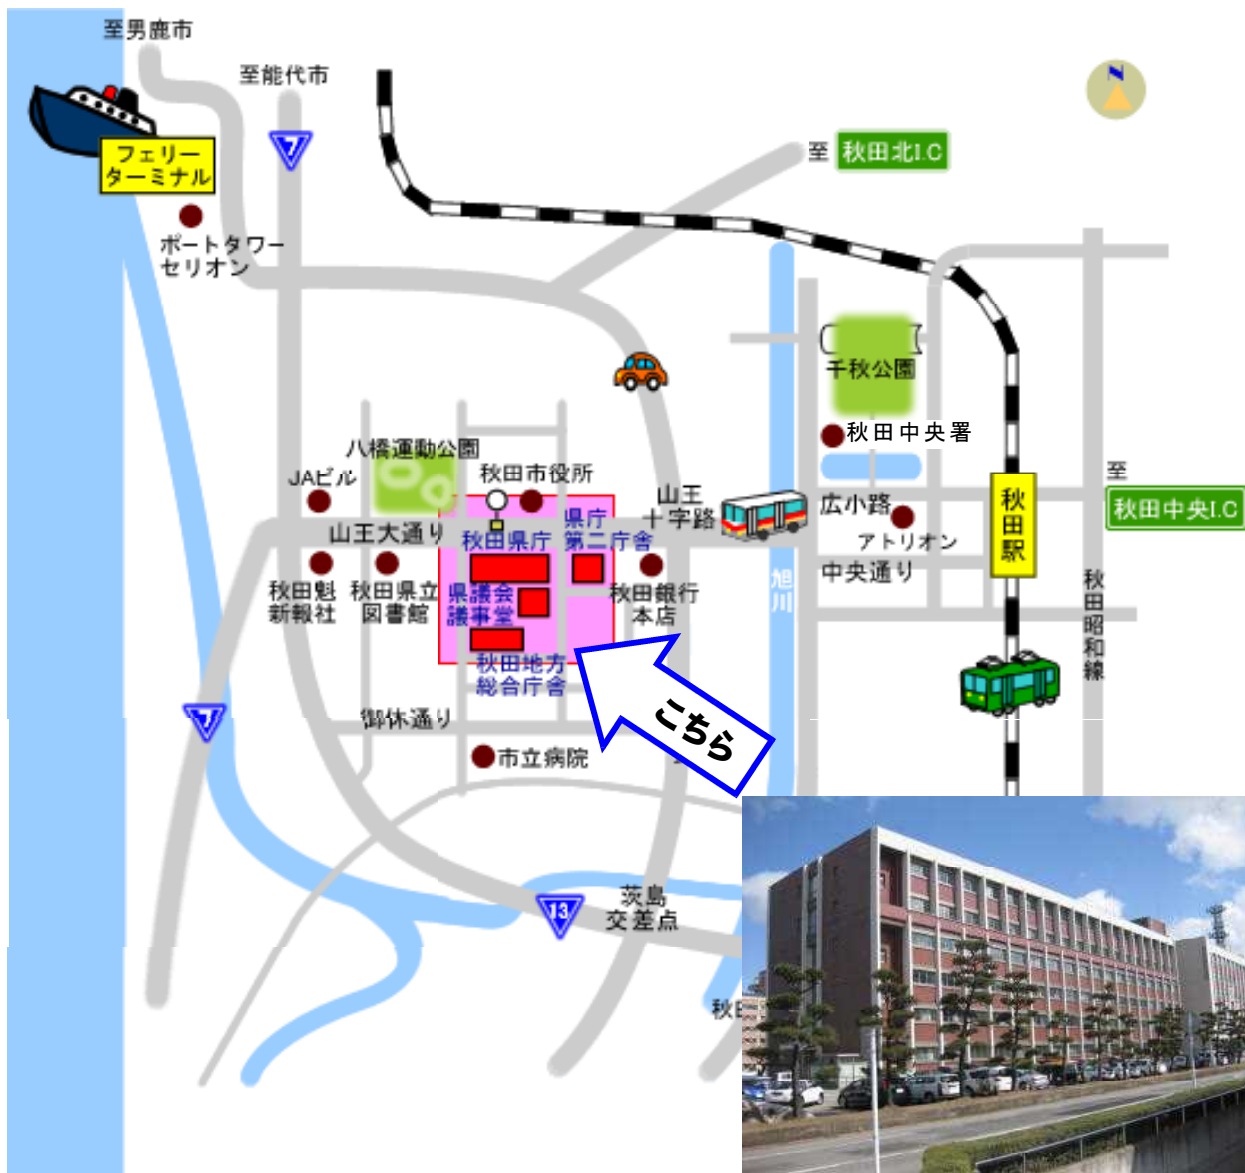 至男鹿市
至能代市
N
7
至
秋田北I.C
フェリー
ターミナル
ポートタワー
セリオン
千秋公園
秋田中央署
八橋運動公園
JAビル
秋田市役所
山王
十字路
広小路
アトリオン
秋田駅
至
秋田中央I.C
県庁
第二庁舎
山王大通り
秋田県庁
中央通り
旭川
秋田魁
新報社
秋田県立
図書館
県議会
議事堂
秋田銀行
本店
秋田昭和線
秋田地方
総合庁舎
こちら
7
御休通り
市立病院
13
茨島
交差点